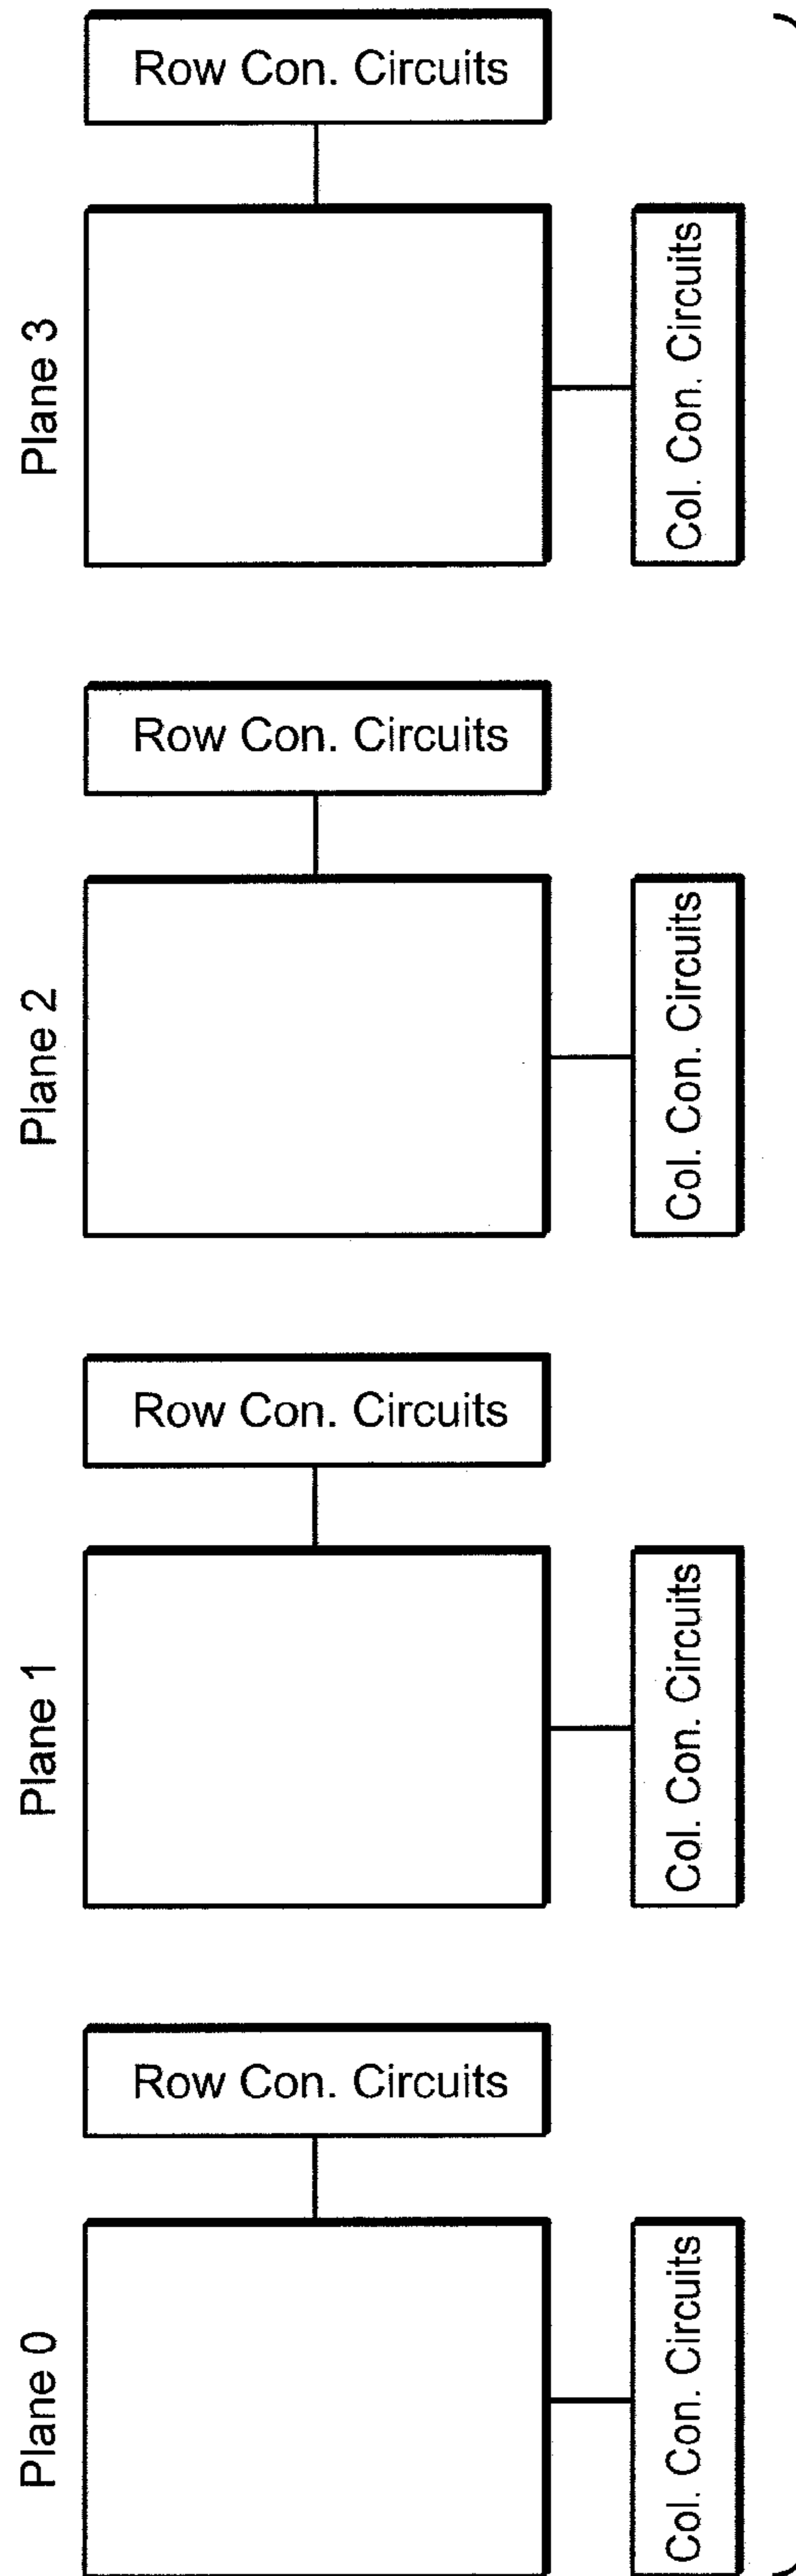 Row Con. Circuits
Plane 3
Col. Con. Circuits
Row Con. Circuits
Plane 2
Col. Con. Circuits
Row Con. Circuits
Plane 1
Col. Con. Circuits
Row Con. Circuits
Plane 0
Col. Con. Circuits